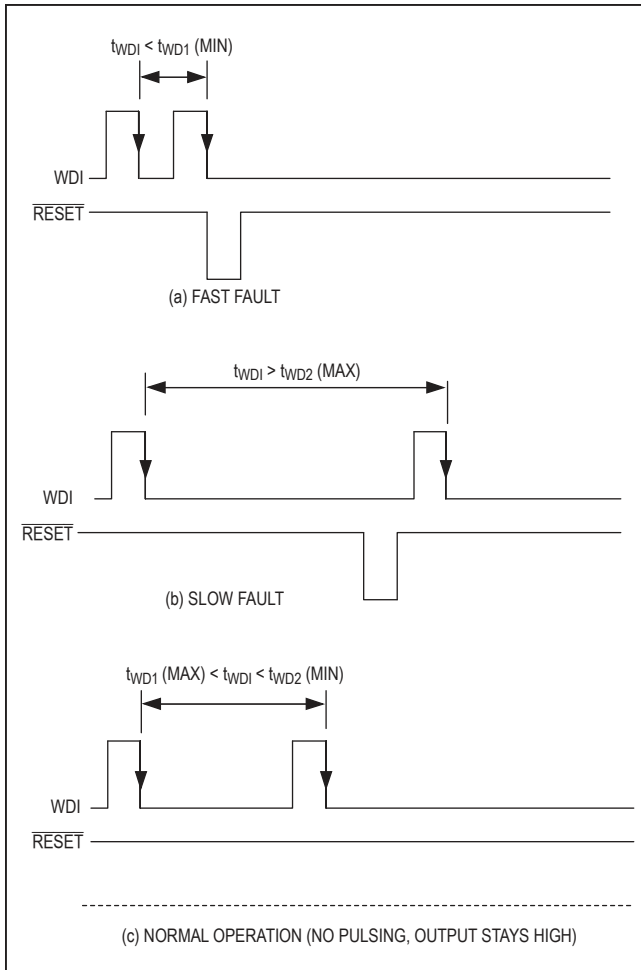 tWDI < tWD1 (MIN)
WDI
RESET
(a) FAST FAULT
tWDI > tWD2 (MAX)
WDI
RESET
(b) SLOW FAULT
tWD1 (MAX) < tWDI < tWD2 (MIN)
WDI
RESET
(c) NORMAL OPERATION (NO PULSING, OUTPUT STAYS HIGH)